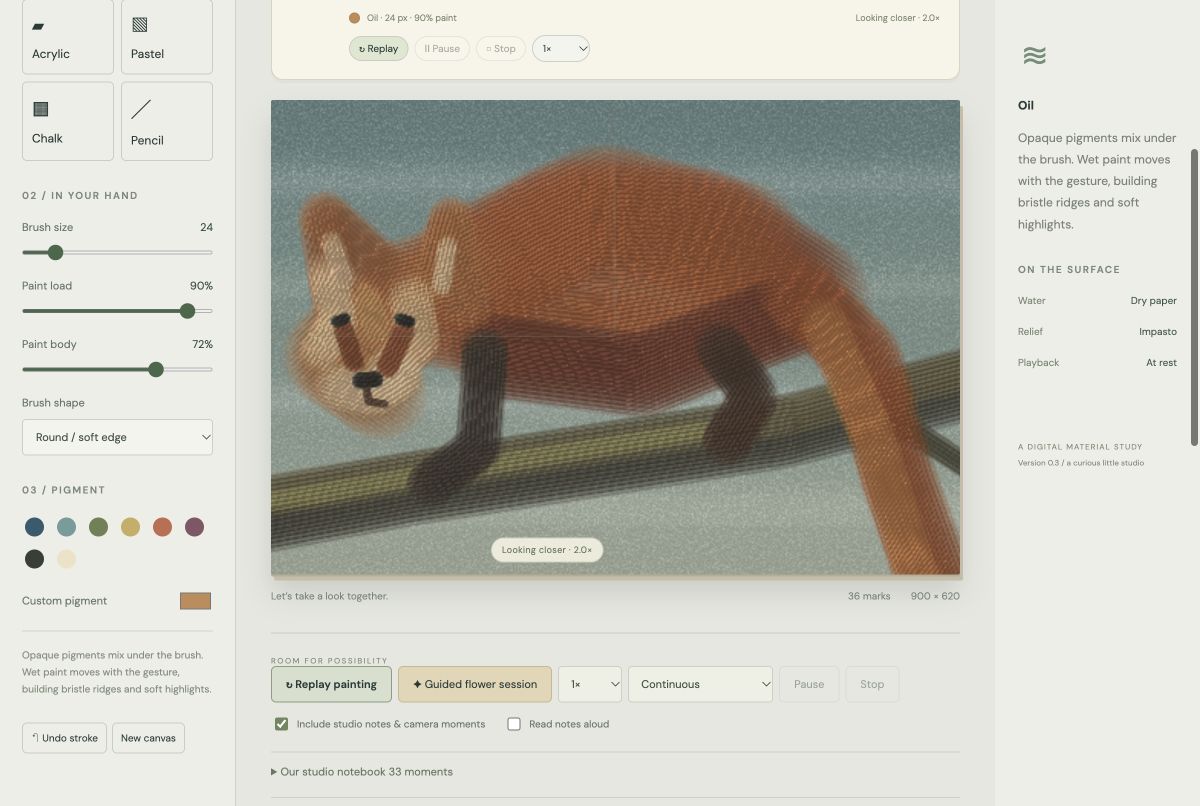 Acrylic
Pastel
Chalk
Pencil
02 / IN YOUR HAND
Brush size 24
Paint load 90%
Paint body 72%
Brush shape
Round / soft edge
03 / PIGMENT
Custom pigment
Opaque pigments mix under the brush.
Wet paint moves with the gesture,
building bristle ridges and soft highlights.
Undo stroke
New canvas
Oil · 24 px · 90% paint
Looking closer · 2.0×
Replay
Pause
Stop
1×
Looking closer · 2.0×
Let's take a look together.
36 marks
900 × 620
ROOM FOR POSSIBILITY
Replay painting
Guided flower session
1×
Continuous
Pause
Stop
Include studio notes & camera moments
Read notes aloud
Our studio notebook 33 moments
Oil
Opaque pigments mix under
the brush. Wet paint moves
with the gesture, building
bristle ridges and soft
highlights.
ON THE SURFACE
Water Dry paper
Relief Impasto
Playback At rest
A DIGITAL MATERIAL STUDY
Version 0.3 / a curious little studio